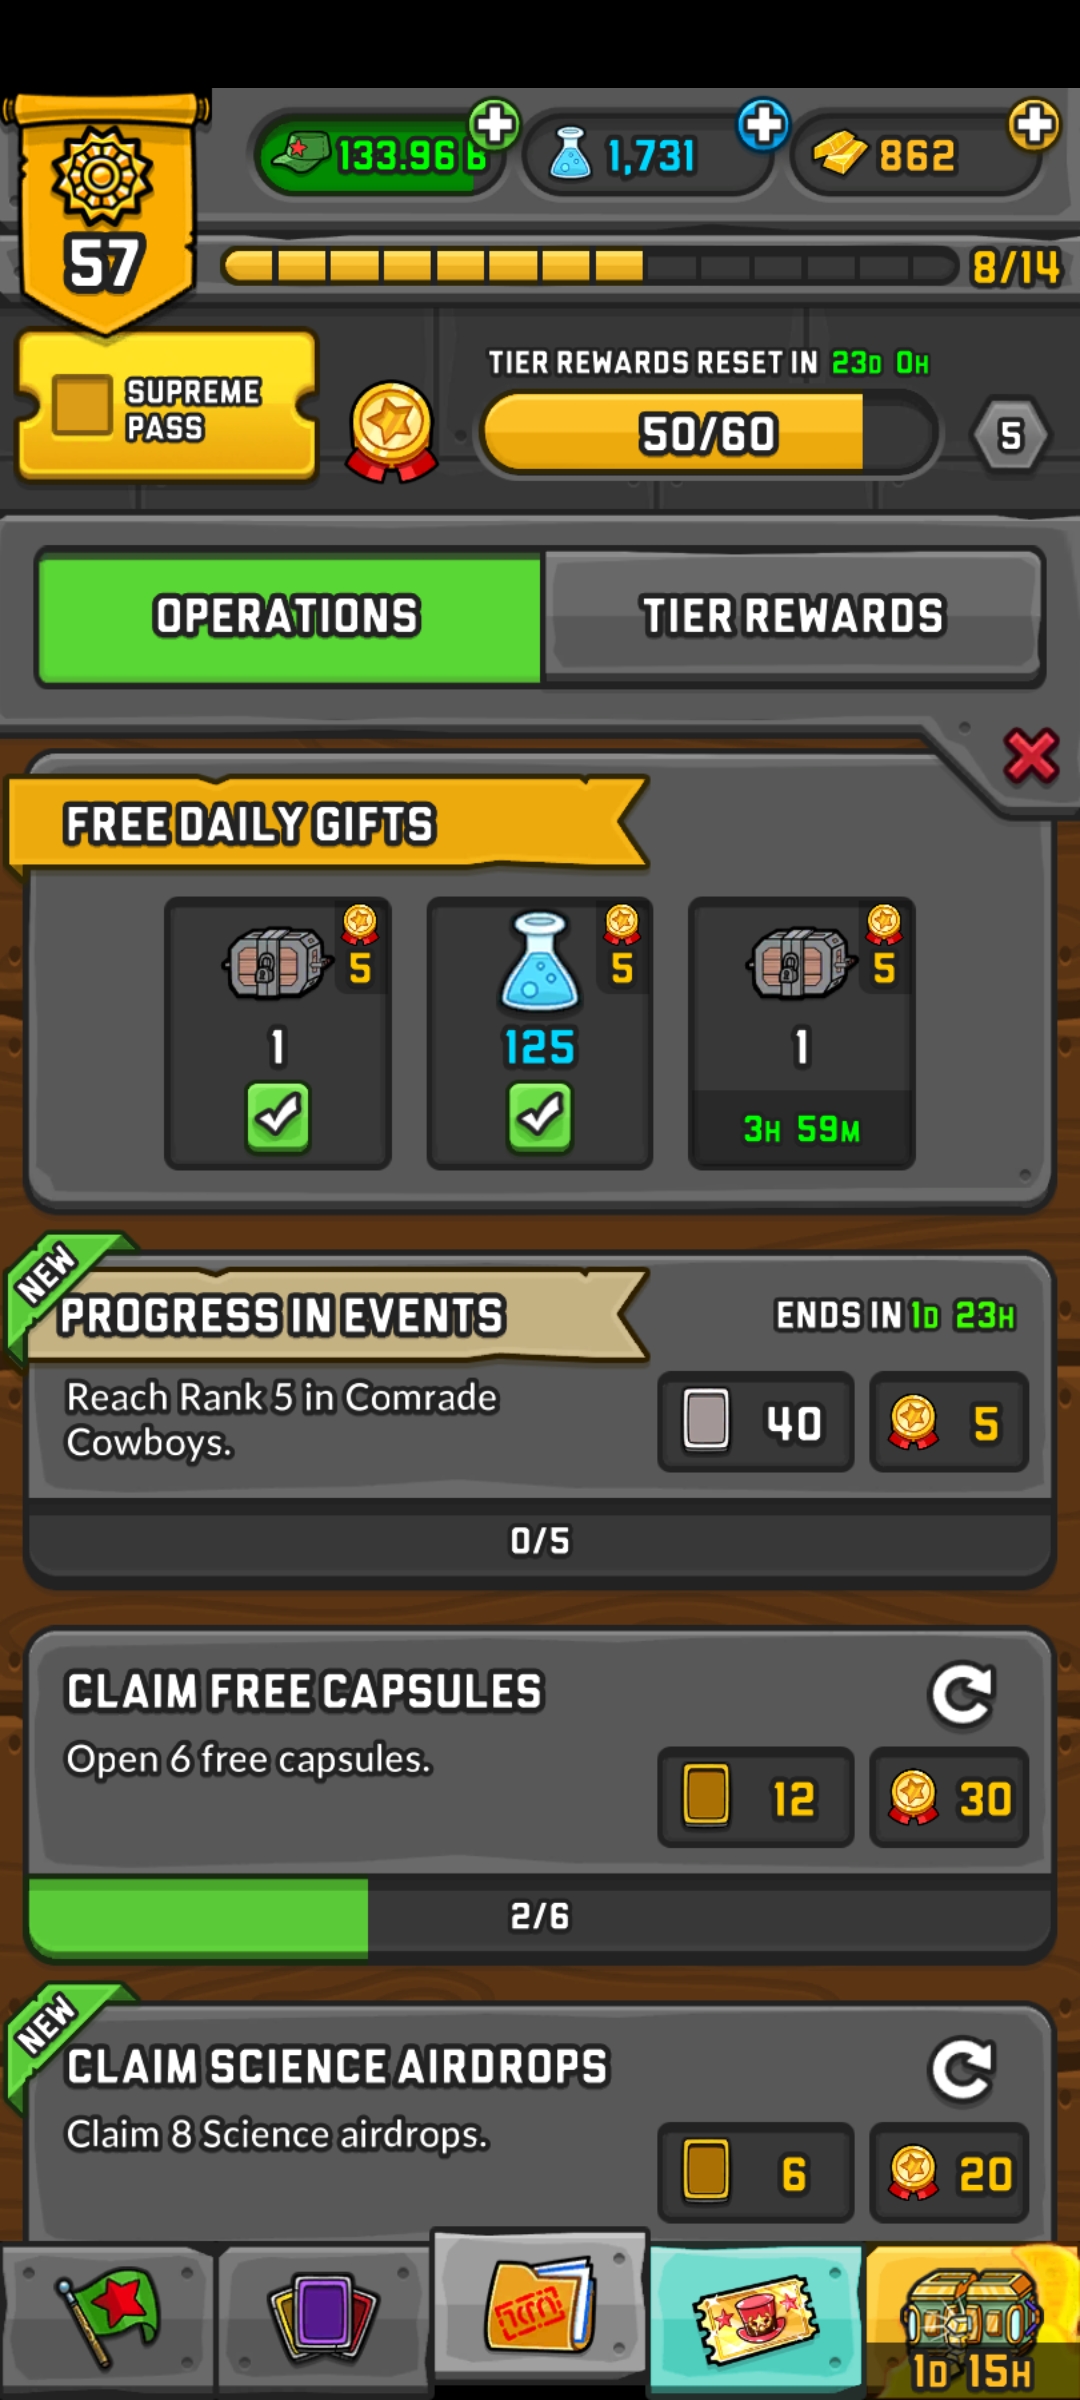 133.96 B
1,731
862
57
8/14
SUPREME
PASS
TIER REWARDS RESET IN 23D 0H
50/60
5
OPERATIONS
TIER REWARDS
FREE DAILY GIFTS
5
5
5
1
125
1
3H 59M
NEW
PROGRESS IN EVENTS
ENDS IN 1D 23H
Reach Rank 5 in Comrade
Cowboys.
40
5
0/5
CLAIM FREE CAPSULES
Open 6 free capsules.
12
30
2/6
NEW
CLAIM SCIENCE AIRDROPS
Claim 8 Science airdrops.
6
20
1D 15H